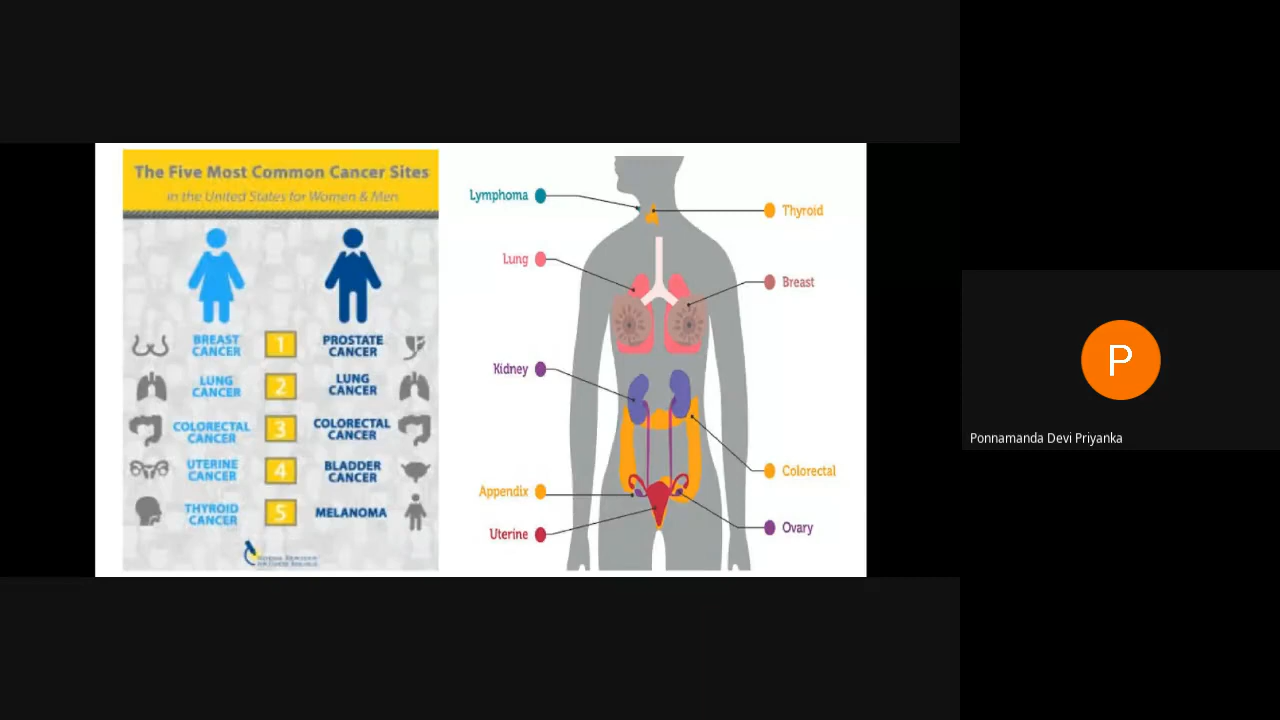 The Five Most Common Cancer Sites
in the United States for Women & Men
BREAST
CANCER
1
PROSTATE
CANCER
LUNG
CANCER
2
LUNG
CANCER
COLORECTAL
CANCER
3
COLORECTAL
CANCER
UTERINE
CANCER
4
BLADDER
CANCER
THYROID
CANCER
5
MELANOMA
Lymphoma
Thyroid
Lung
Breast
Kidney
Colorectal
Appendix
Ovary
Uterine
P
Ponnamanda Devi Priyanka